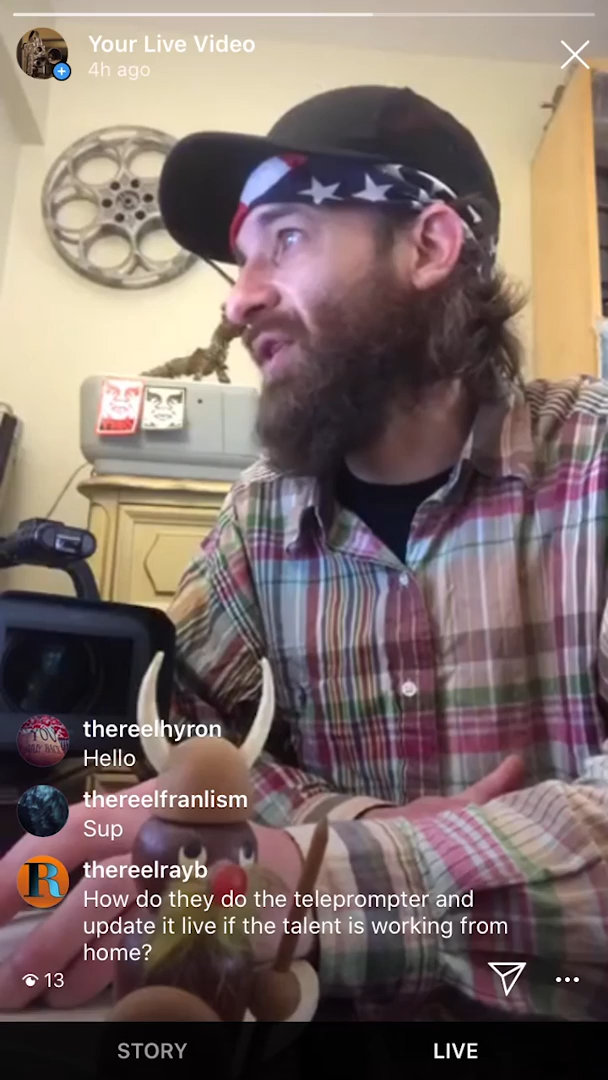 Your Live Video
4h ago
thereelhyron
Hello
thereelfranlism
Sup
thereelrayb
How do they do the teleprompter and
update it live if the talent is working from
home?
13
STORY
LIVE